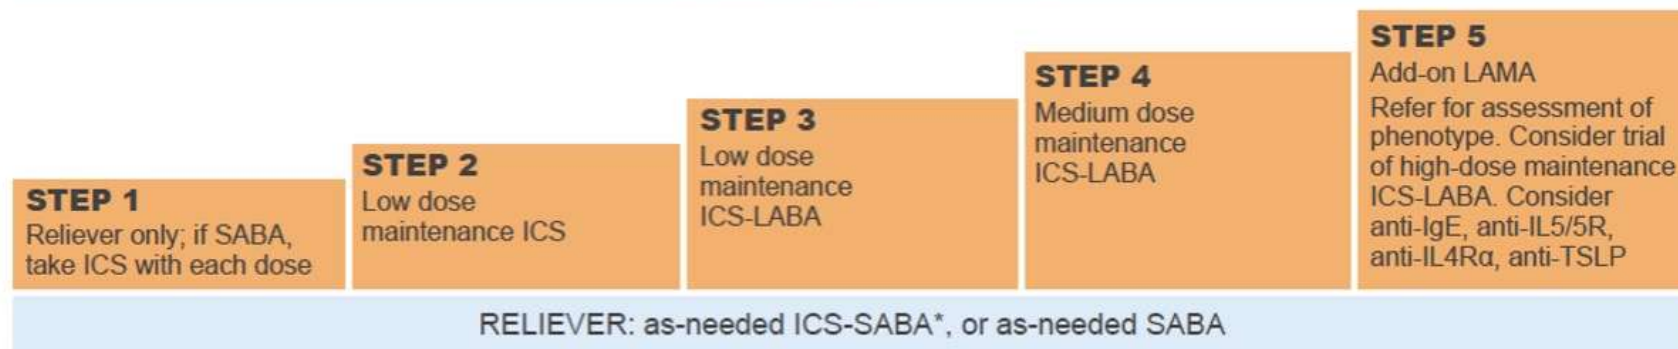 STEP 1
Reliever only; if SABA,
take ICS with each dose
STEP 2
Low dose
maintenance ICS
STEP 3
Low dose
maintenance
ICS-LABA
STEP 4
Medium dose
maintenance
ICS-LABA
STEP 5
Add-on LAMA
Refer for assessment of
phenotype. Consider trial
of high-dose maintenance
ICS-LABA. Consider
anti-IgE, anti-IL5/5R,
anti-IL4Rα, anti-TSLP
RELIEVER: as-needed ICS-SABA*, or as-needed SABA